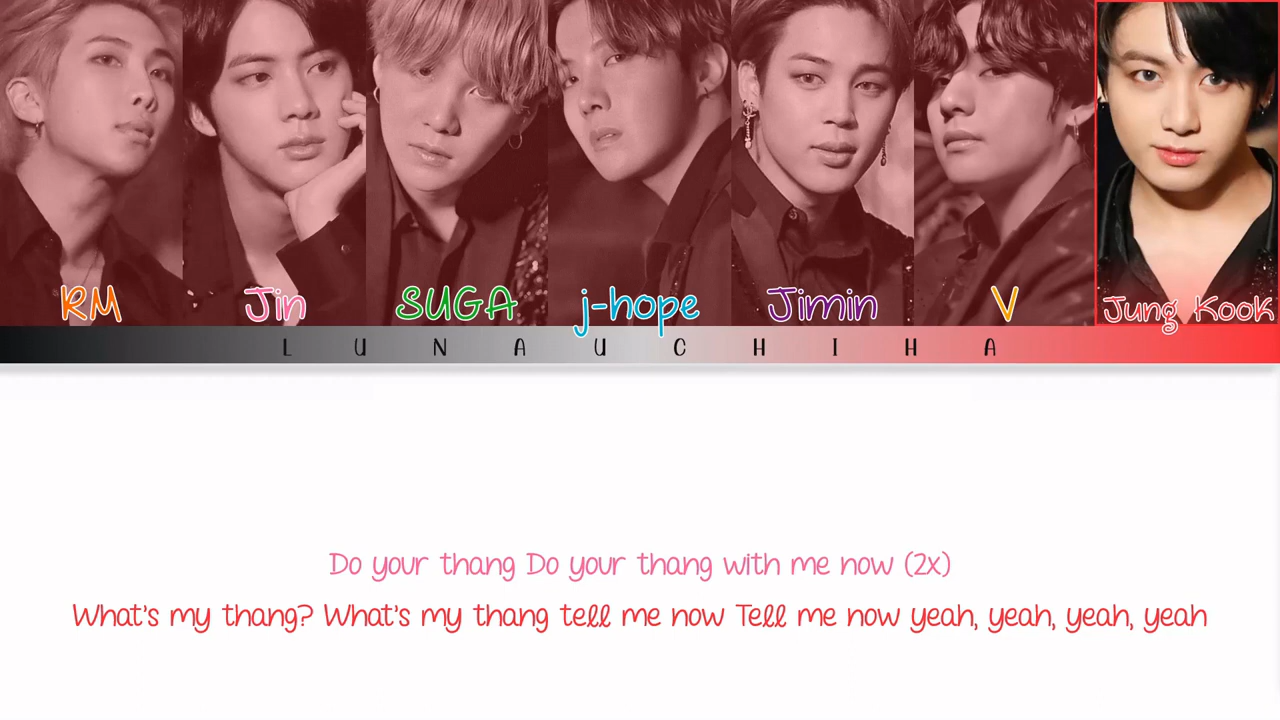 RM Jin SUGA j-hope Jimin V Jung Kook
L U N A U C H I H A
Do your thang Do your thang with me now (2x)
What's my thang? What's my thang tell me now Tell me now yeah, yeah, yeah, yeah